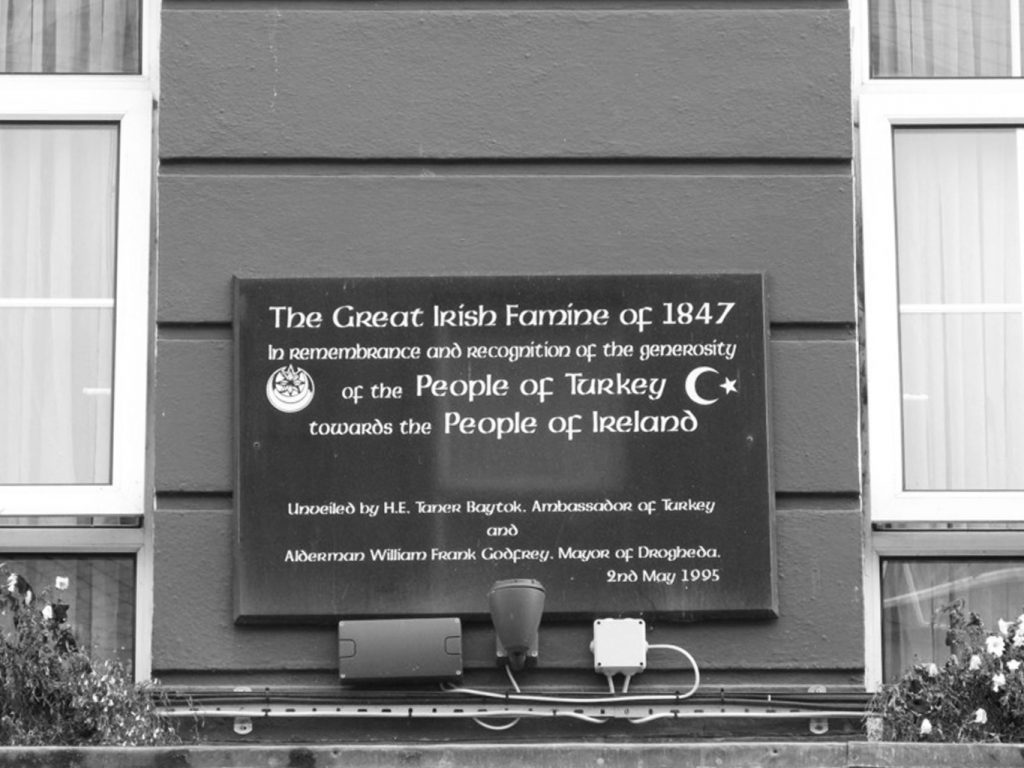 The Great Irish Famine of 1847
In remembrance and recognition of the generosity
of the People of Turkey
towards the People of Ireland
Unveiled by H.E. Taner Baytok. Ambassador of Turkey
and
Alderman William Frank Godfrey. Mayor of Drogheda.
2nd May 1995